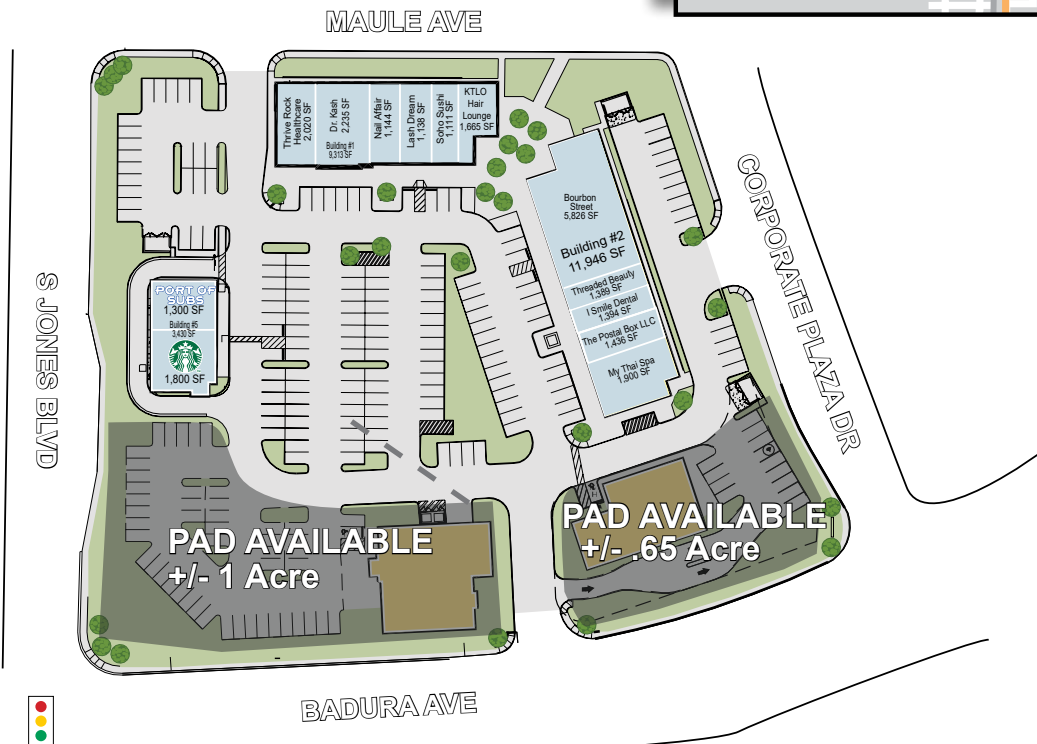 MAULE AVE
Thrive Rock
Healthcare
2,020 SF
Dr. Kash
2,235 SF
Building #1
9,313 SF
Nail Affair
1,144 SF
Lash Dream
1,138 SF
Soho Sushi
1,111 SF
KTLO
Hair
Lounge
1,665 SF
Bourbon
Street
5,826 SF
Building #2
11,946 SF
Threaded Beauty
1,389 SF
I Smile Dental
1,394 SF
The Postal Box LLC
1,436 SF
My Thai Spa
1,900 SF
CORPORATE PLAZA DR
S JONES BLVD
PORT OF
SUBS
1,300 SF
Building #5
3,430 SF
1,800 SF
PAD AVAILABLE
+/- 1 Acre
PAD AVAILABLE
+/- .65 Acre
BADURA AVE